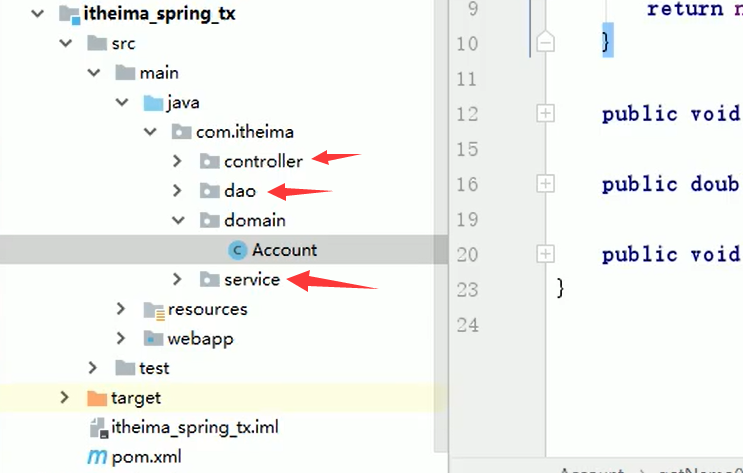 itheima_spring_tx
src
main
java
com.itheima
controller
dao
domain
C Account
service
resources
webapp
test
target
itheima_spring_tx.iml
m pom.xml
9 return
10 }
11
12 public void
15
16 public doub
19
20 public void
23 }
24